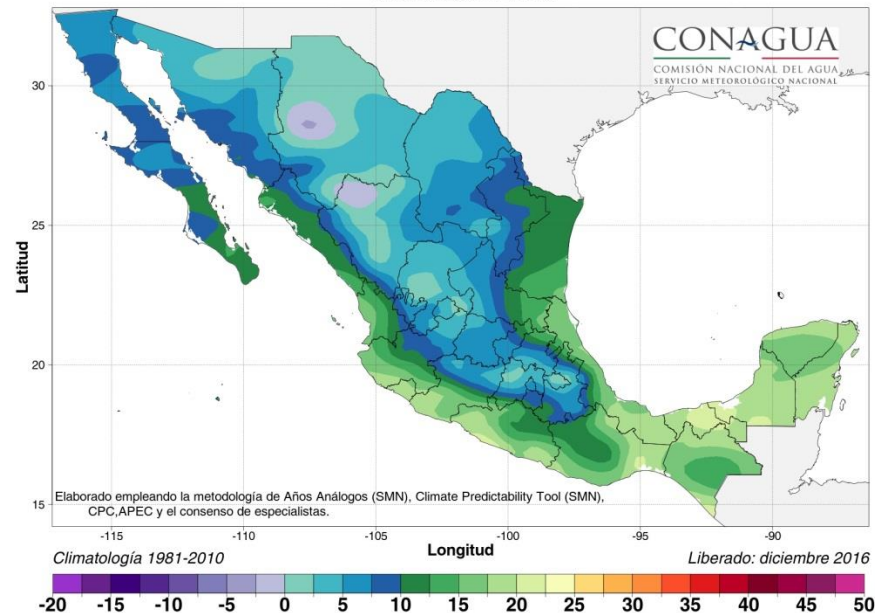 CONAGUA
COMISIÓN NACIONAL DEL AGUA
SERVICIO METEOROLÓGICO NACIONAL
30
25
20
15
Latitud
Elaborado empleando la metodología de Años Análogos (SMN), Climate Predictability Tool (SMN),
CPC,APEC y el consenso de especialistas.
-115 -110 -105 -100 -95 -90
Longitud
Climatología 1981-2010 Liberado: diciembre 2016
-20 -15 -10 -5 0 5 10 15 20 25 30 35 40 45 50